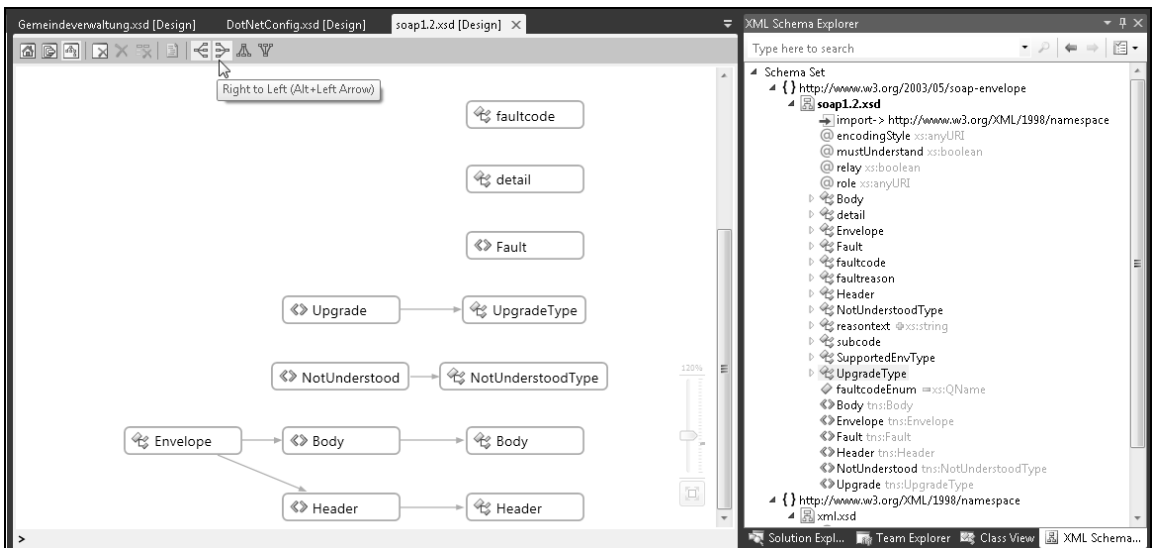 Gemeindeverwaltung.xsd [Design] DotNetConfig.xsd [Design] soap1.2.xsd [Design]
Right to Left (Alt+Left Arrow)
faultcode
detail
Fault
Upgrade UpgradeType
NotUnderstood NotUnderstoodType
120%
Envelope Body Body
Header Header
>
XML Schema Explorer
Type here to search
Schema Set
{ } http://www.w3.org/2003/05/soap-envelope
soap1.2.xsd
import-> http://www.w3.org/XML/1998/namespace
encodingStyle xs:anyURI
mustUnderstand xs:boolean
relay xs:boolean
role xs:anyURI
Body
detail
Envelope
Fault
faultcode
faultreason
Header
NotUnderstoodType
reasontext xs:string
subcode
SupportedEnvType
UpgradeType
faultcodeEnum xs:QName
Body tns:Body
Envelope tns:Envelope
Fault tns:Fault
Header tns:Header
NotUnderstood tns:NotUnderstoodType
Upgrade tns:UpgradeType
{ } http://www.w3.org/XML/1998/namespace
xml.xsd
Solution Expl... Team Explorer Class View XML Schema...